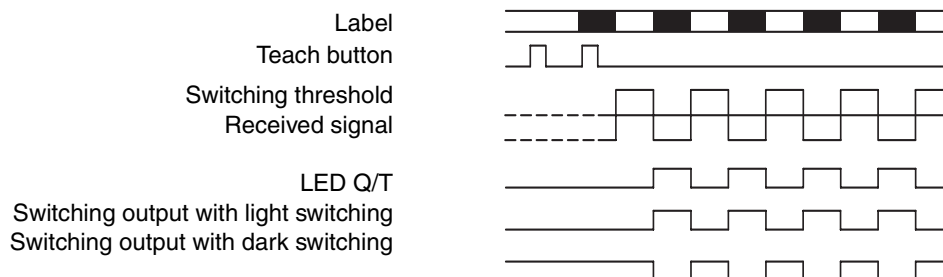 Label
Teach button
Switching threshold
Received signal
LED Q/T
Switching output with light switching
Switching output with dark switching